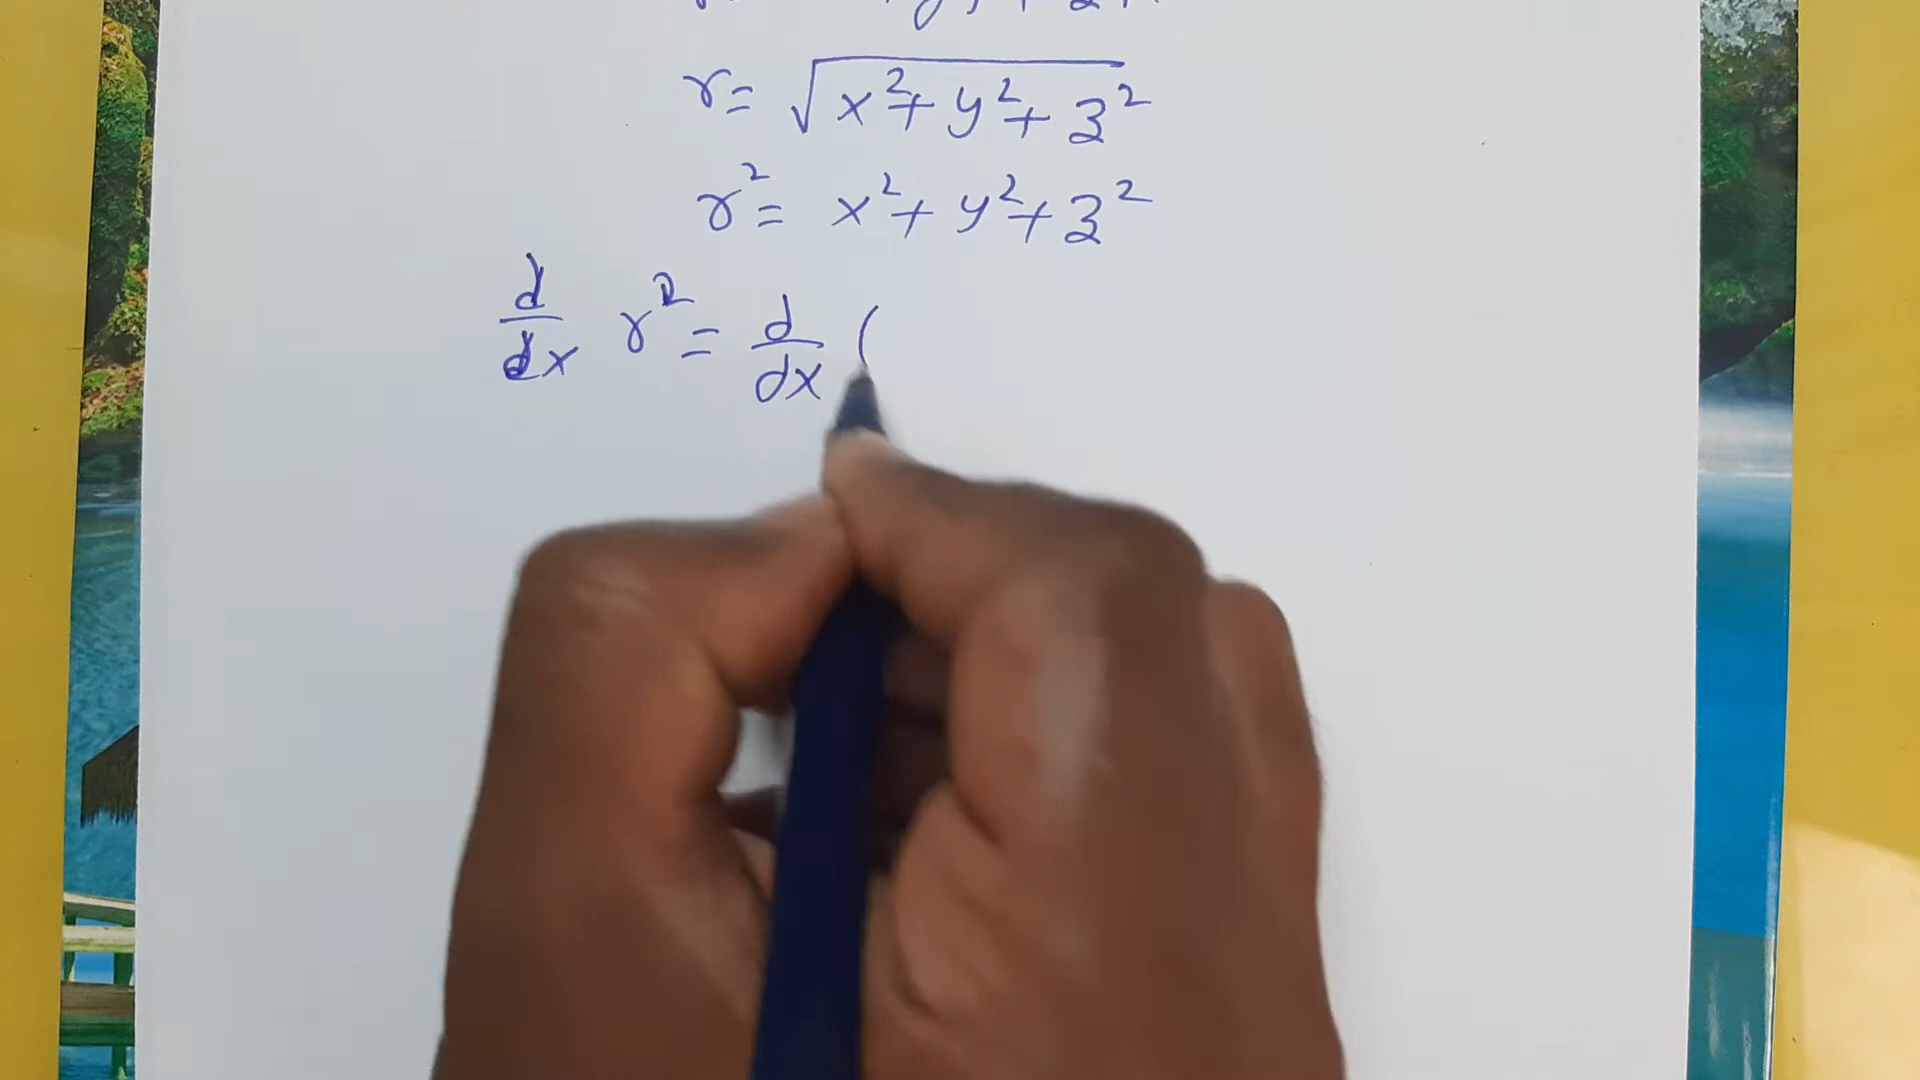 r = √x²+y²+z²
r² = x²+y²+z²
d/dx r² = d/dx (